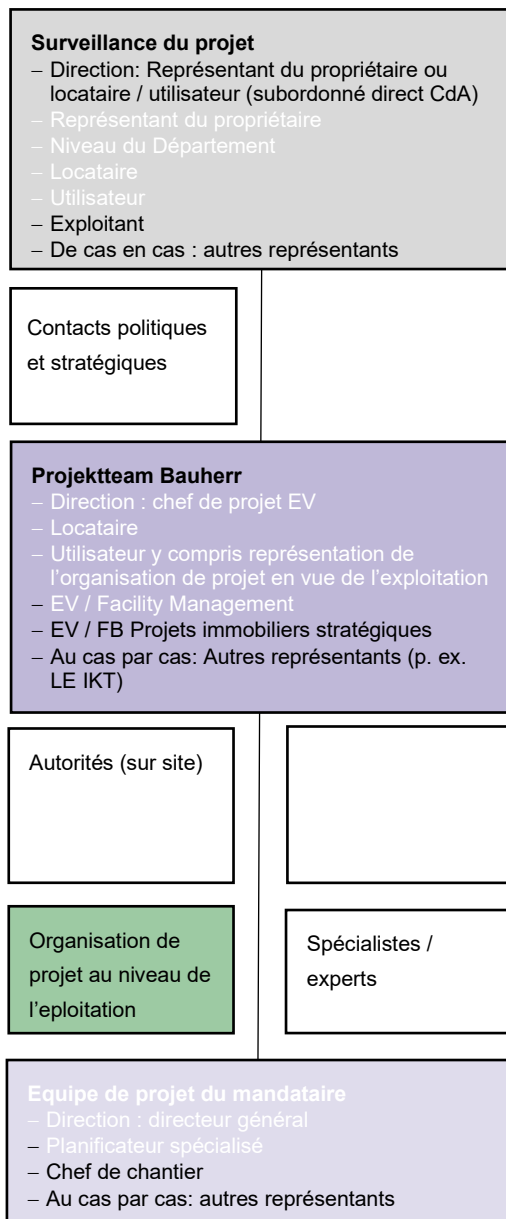 Surveillance du projet
– Direction: Représentant du propriétaire ou
locataire / utilisateur (subordonné direct CdA)
– Représentant du propriétaire
– Niveau du Département
– Locataire
– Utilisateur
– Exploitant
– De cas en cas : autres représentants
Contacts politiques
et stratégiques
Projektteam Bauherr
– Direction : chef de projet EV
– Locataire
– Utilisateur y compris représentation de
l’organisation de projet en vue de l’exploitation
– EV / Facility Management
– EV / FB Projets immobiliers stratégiques
– Au cas par cas: Autres représentants (p. ex.
LE IKT)
Autorités (sur site)
Organisation de
projet au niveau de
l’eploitation
Spécialistes /
experts
Equipe de projet du mandataire
– Direction : directeur général
– Planificateur spécialisé
– Chef de chantier
– Au cas par cas: autres représentants